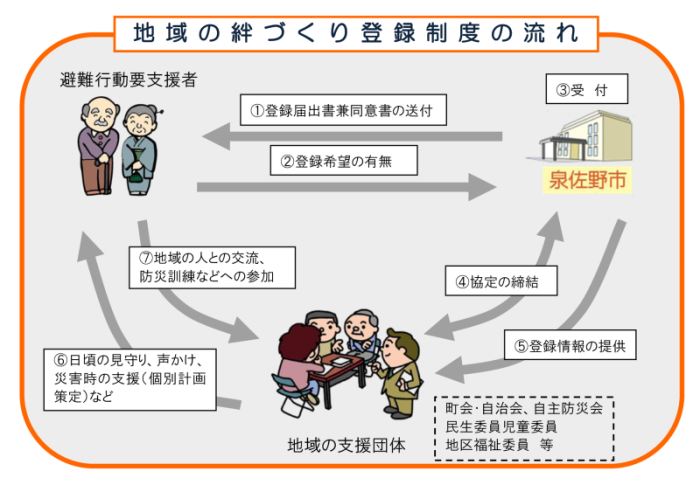 地域の絆づくり登録制度の流れ
避難行動要支援者
①登録届出書兼同意書の送付
③受　付
②登録希望の有無
泉佐野市
⑦地域の人との交流、
防災訓練などへの参加
④協定の締結
⑤登録情報の提供
⑥日頃の見守り、声かけ、
災害時の支援（個別計画
策定）など
町会・自治会、自主防災会
民生委員児童委員
地区福祉委員　等
地域の支援団体